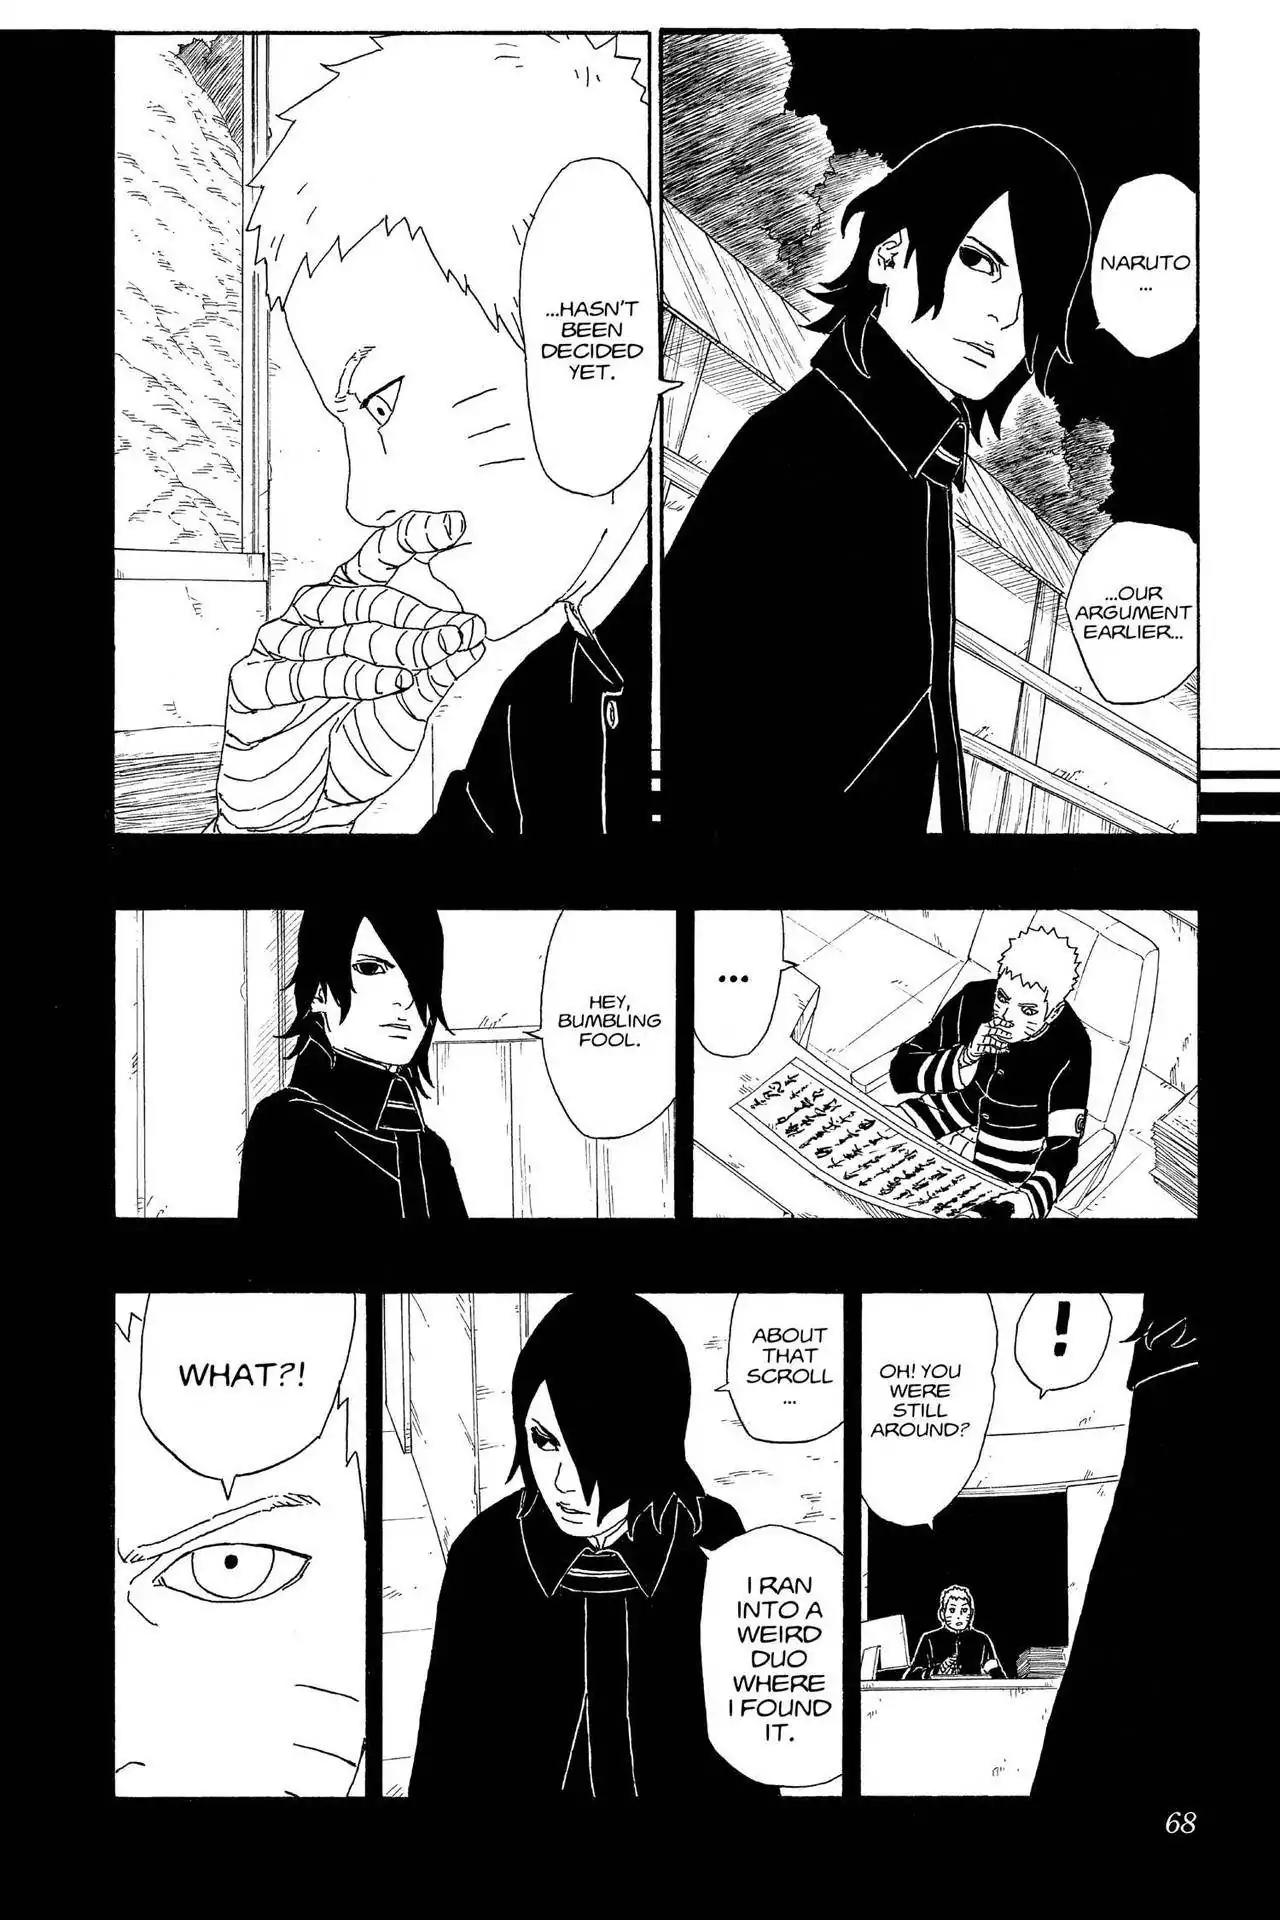 NARUTO
...
...OUR
ARGUMENT
EARLIER...
...HASN'T
BEEN
DECIDED
YET.
...
HEY,
BUMBLING
FOOL.
!
OH! YOU
WERE
STILL
AROUND?
ABOUT
THAT
SCROLL
...
I RAN
INTO A
WEIRD
DUO
WHERE
I FOUND
IT.
WHAT?!
68